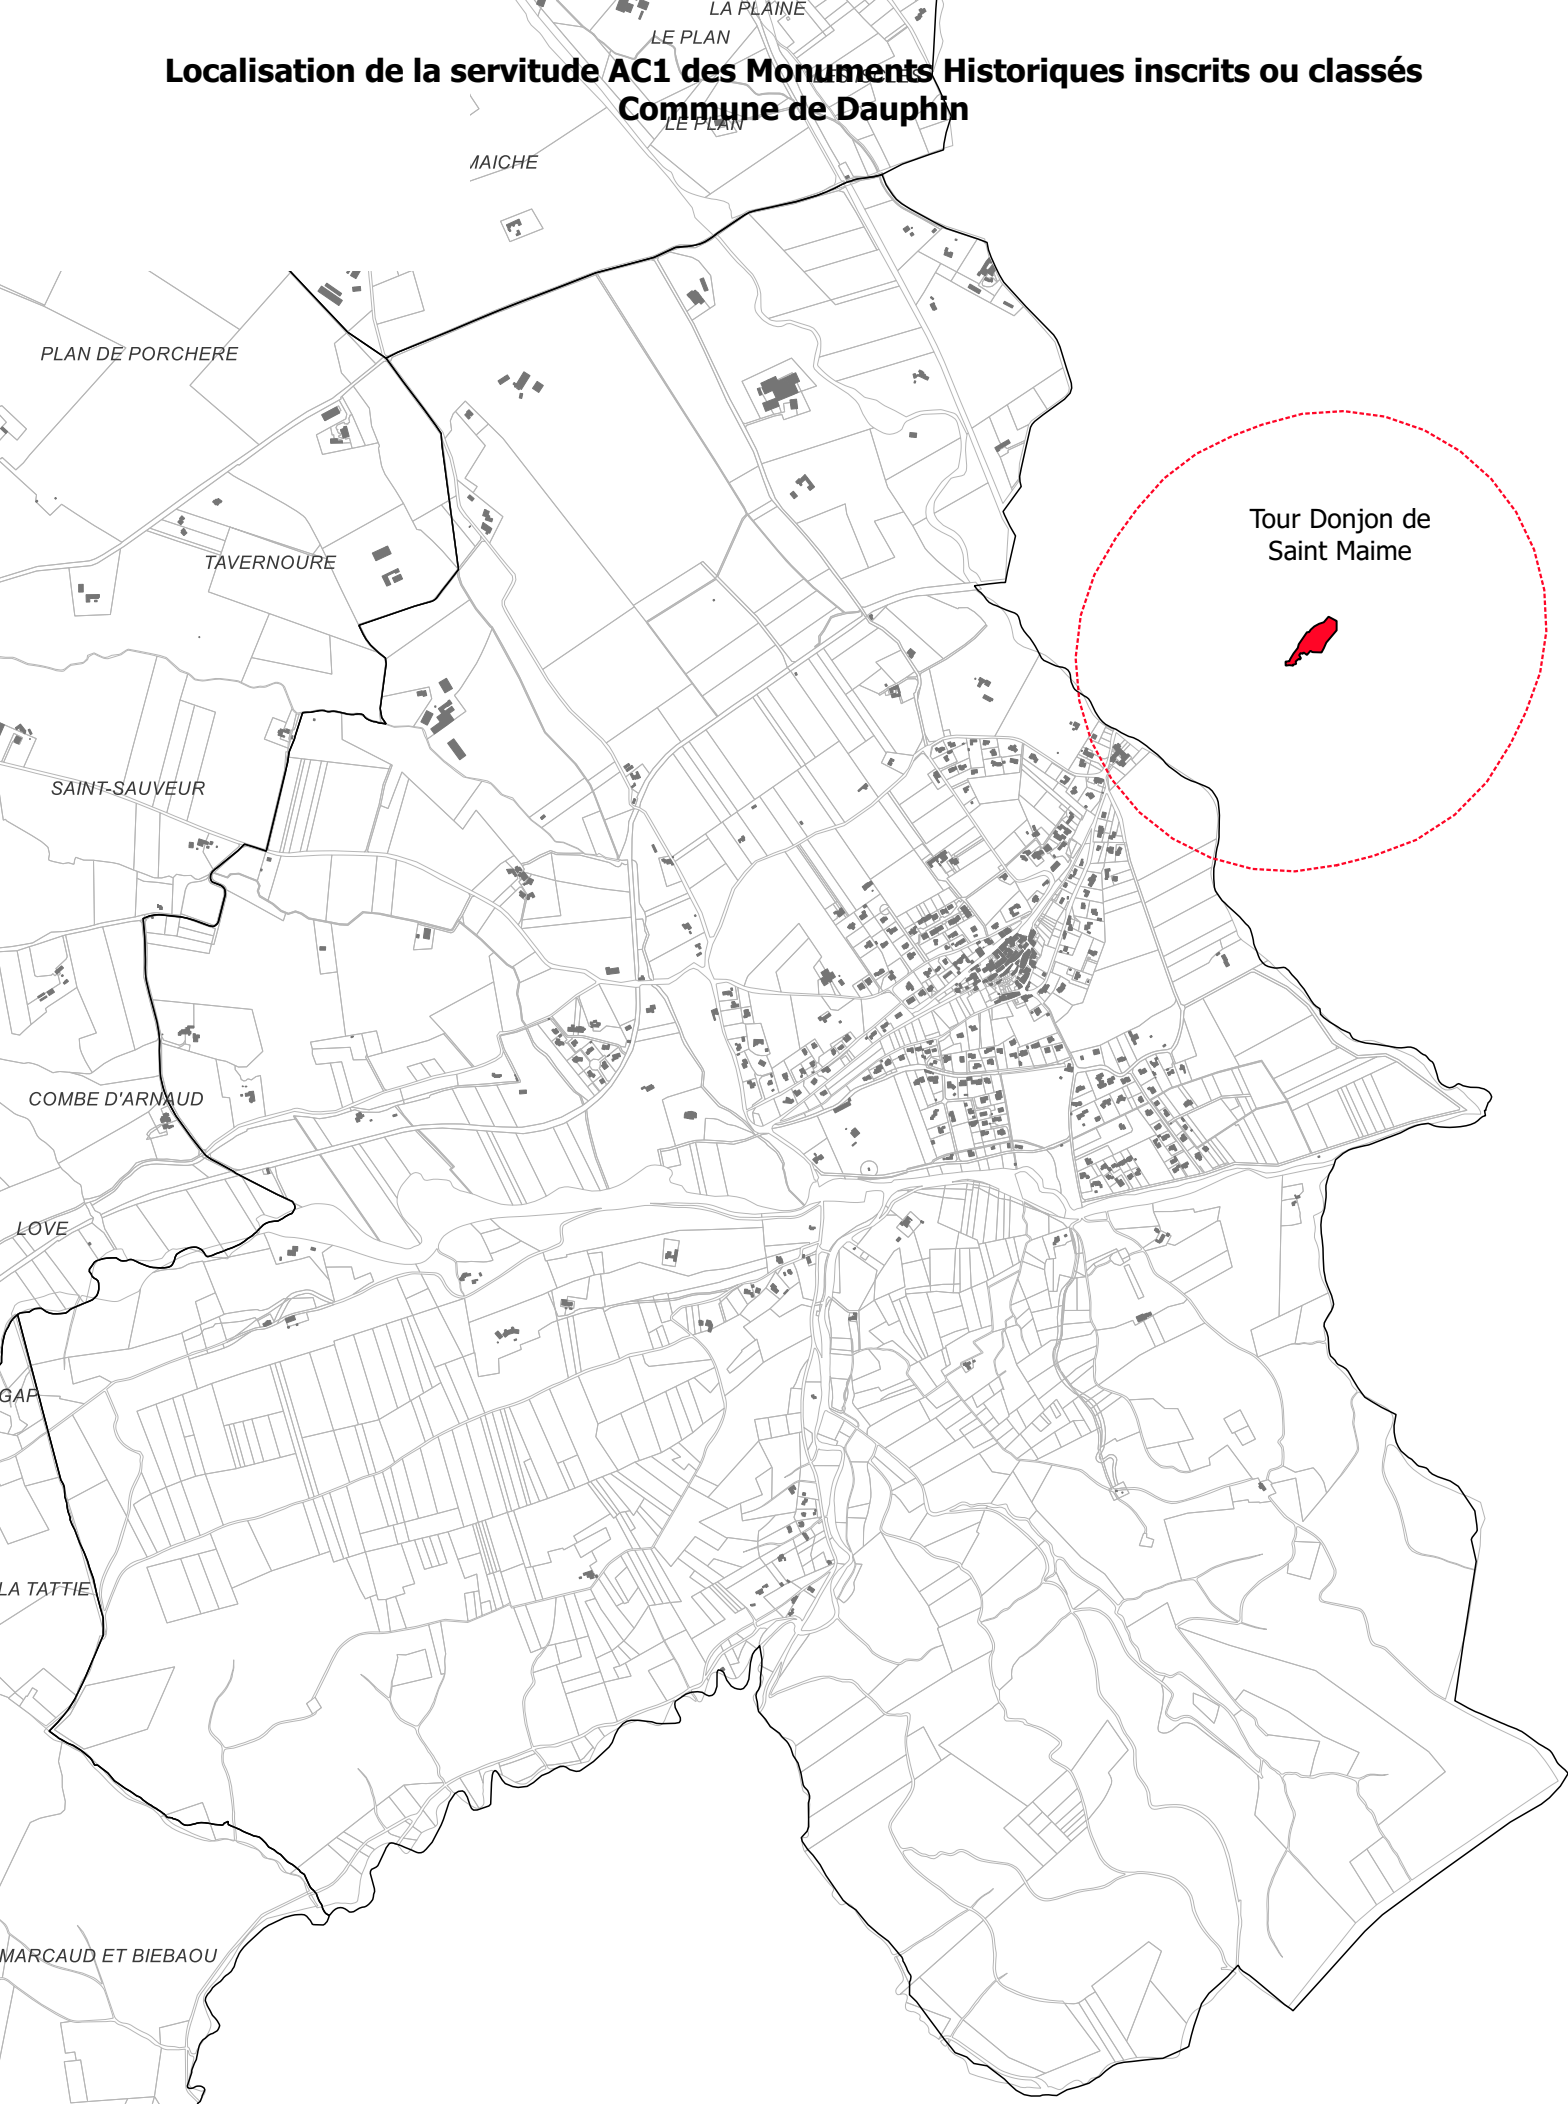 LA PLAINE
LE PLAN
Localisation de la servitude AC1 des Monuments Historiques inscrits ou classés
Commune de Dauphin
LE PLAN
MAICHE
PLAN DE PORCHERE
Tour Donjon de
Saint Maime
TAVERNOURE
SAINT-SAUVEUR
COMBE D'ARNAUD
LOVE
GAP
LA TATTIE
MARCAUD ET BIEBAOU